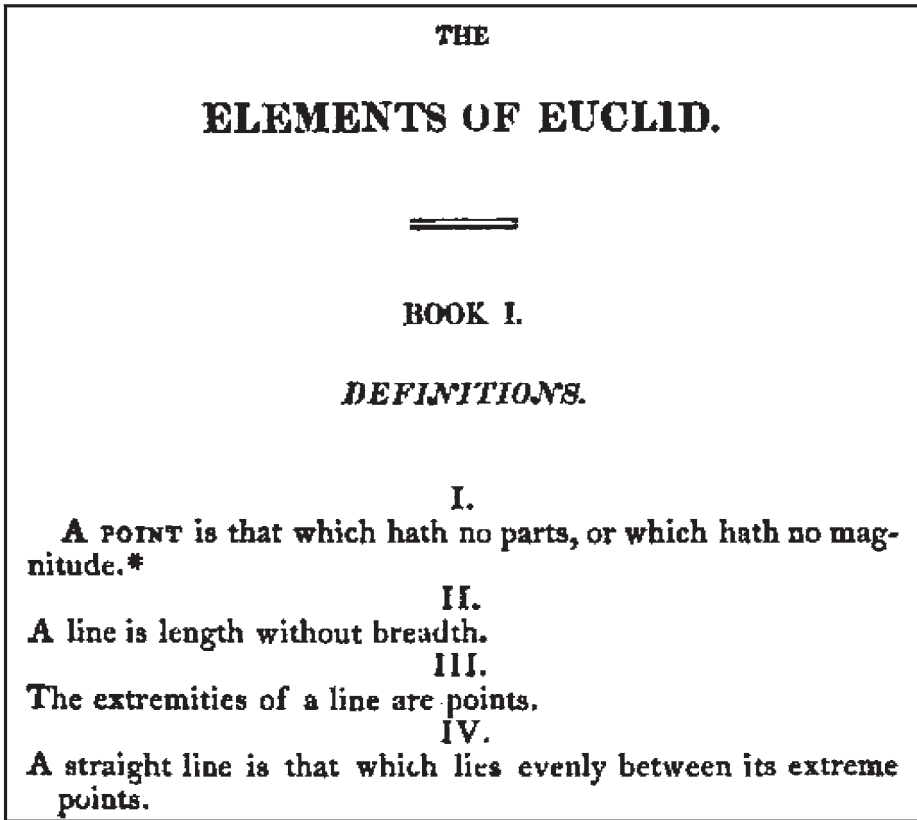 THE
ELEMENTS OF EUCLID.
BOOK I.
DEFINITIONS.
I.
A POINT is that which hath no parts, or which hath no mag-
nitude.*
II.
A line is length without breadth.
III.
The extremities of a line are points.
IV.
A straight line is that which lies evenly between its extreme
points.